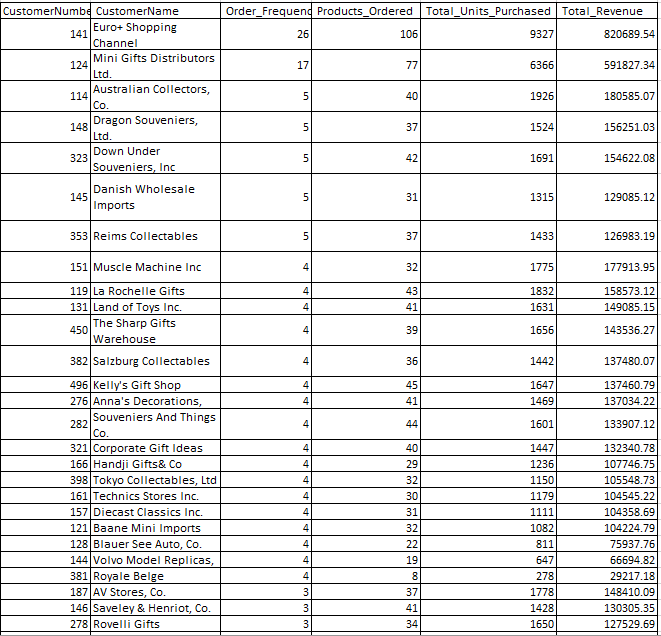 CustomerNumbe CustomerName Order_Frequenc Products_Ordered Total_Units_Purchased Total_Revenue
141 Euro+ Shopping Channel 26 106 9327 820689.54
124 Mini Gifts Distributors Ltd. 17 77 6366 591827.34
114 Australian Collectors, Co. 5 40 1926 180585.07
148 Dragon Souveniers, Ltd. 5 37 1524 156251.03
323 Down Under Souveniers, Inc 5 42 1691 154622.08
145 Danish Wholesale Imports 5 31 1315 129085.12
353 Reims Collectables 5 37 1433 126983.19
151 Muscle Machine Inc 4 32 1775 177913.95
119 La Rochelle Gifts 4 43 1832 158573.12
131 Land of Toys Inc. 4 41 1631 149085.15
450 The Sharp Gifts Warehouse 4 39 1656 143536.27
382 Salzburg Collectables 4 36 1442 137480.07
496 Kelly's Gift Shop 4 45 1647 137460.79
276 Anna's Decorations, 4 41 1469 137034.22
282 Souveniers And Things Co. 4 44 1601 133907.12
321 Corporate Gift Ideas 4 40 1447 132340.78
166 Handji Gifts& Co 4 29 1236 107746.75
398 Tokyo Collectables, Ltd 4 32 1150 105548.73
161 Technics Stores Inc. 4 30 1179 104545.22
157 Diecast Classics Inc. 4 31 1111 104358.69
121 Baane Mini Imports 4 32 1082 104224.79
128 Blauer See Auto, Co. 4 22 811 75937.76
144 Volvo Model Replicas, 4 19 647 66694.82
381 Royale Belge 4 8 278 29217.18
187 AV Stores, Co. 3 37 1778 148410.09
146 Saveley & Henriot, Co. 3 41 1428 130305.35
278 Rovelli Gifts 3 34 1650 127529.69